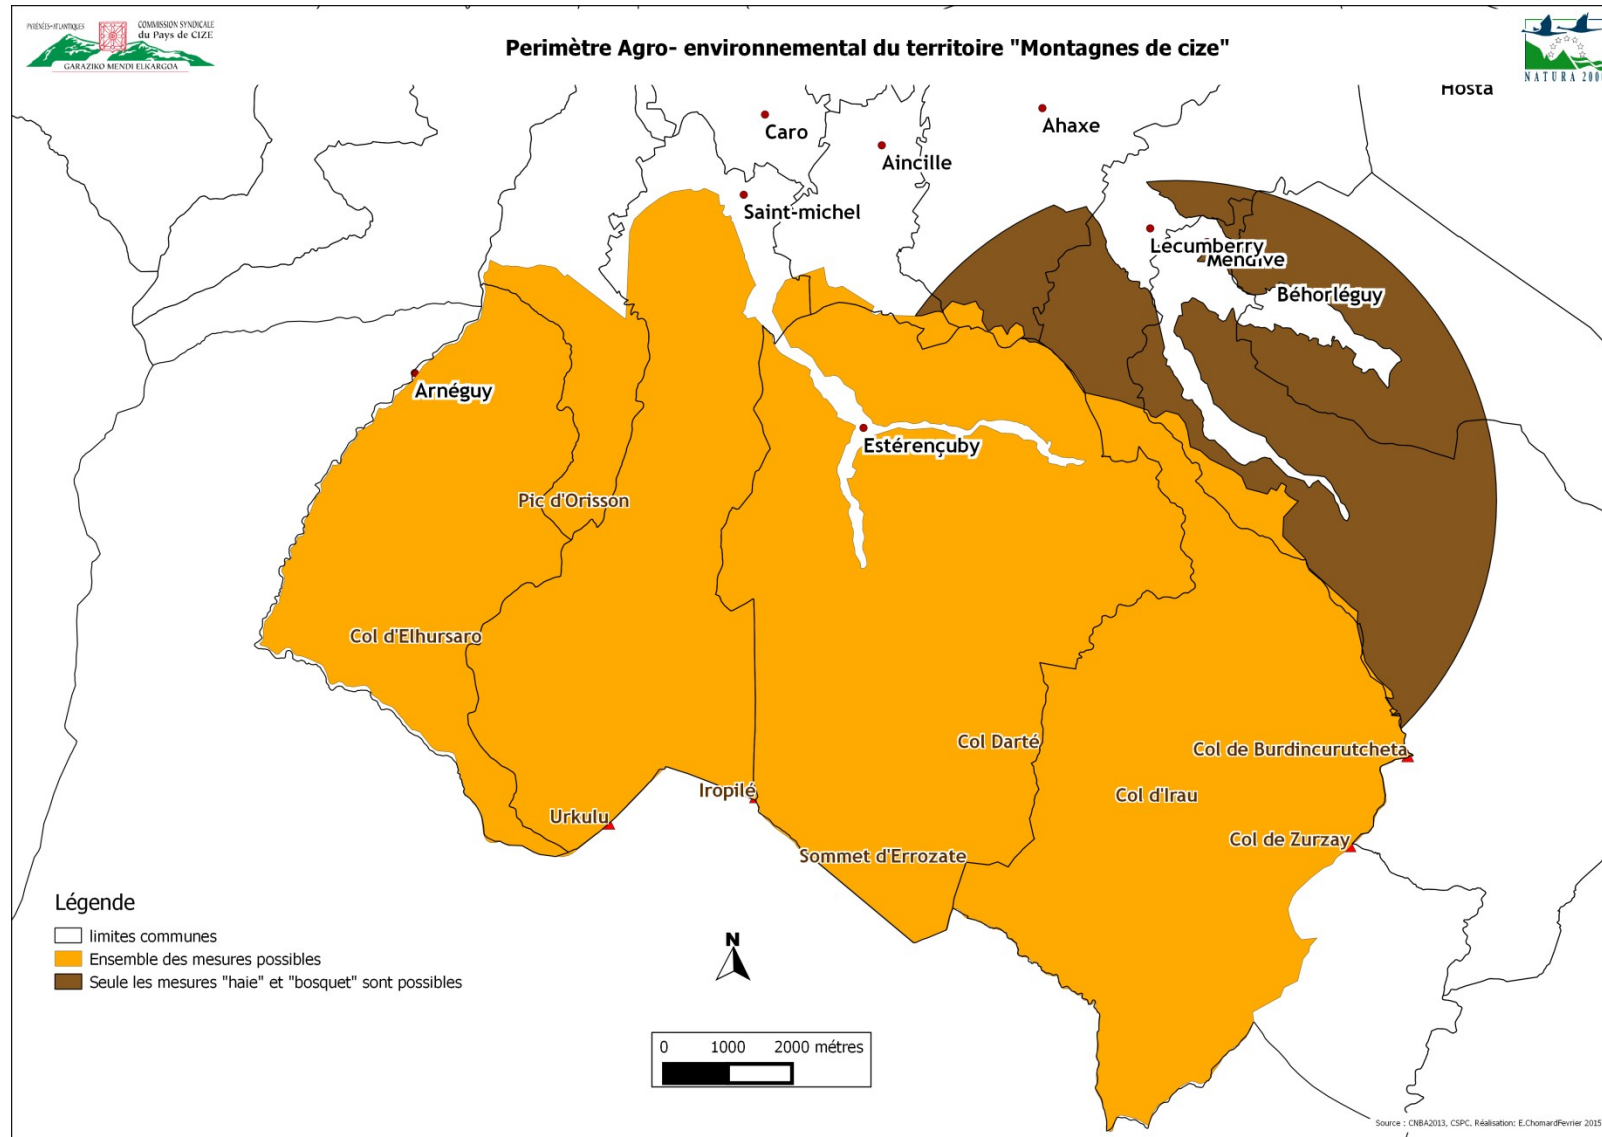 PYRÉNÉES-ATLANTIQUES
COMMISSION SYNDICALE
du Pays de CIZE
GARAZIKO MENDI ELKARGOA
Perimètre Agro- environnemental du territoire "Montagnes de cize"
NATURA 200
Hosta
Caro
Ahaxe
Aincille
Saint-michel
Lecumberry
Mendive
Béhorléguy
Arnéguy
Estérençuby
Pic d'Orisson
Col d'Elhursaro
Col Darté
Col de Burdincurutcheta
Iropilé
Col d'Irau
Urkulu
Col de Zurzay
Sommet d'Errozate
Légende
limites communes
Ensemble des mesures possibles
Seule les mesures "haie" et "bosquet" sont possibles
N
0 1000 2000 métres
Source : CNBA2013, CSPC. Réalisation: E.ChomardFevrier 2015